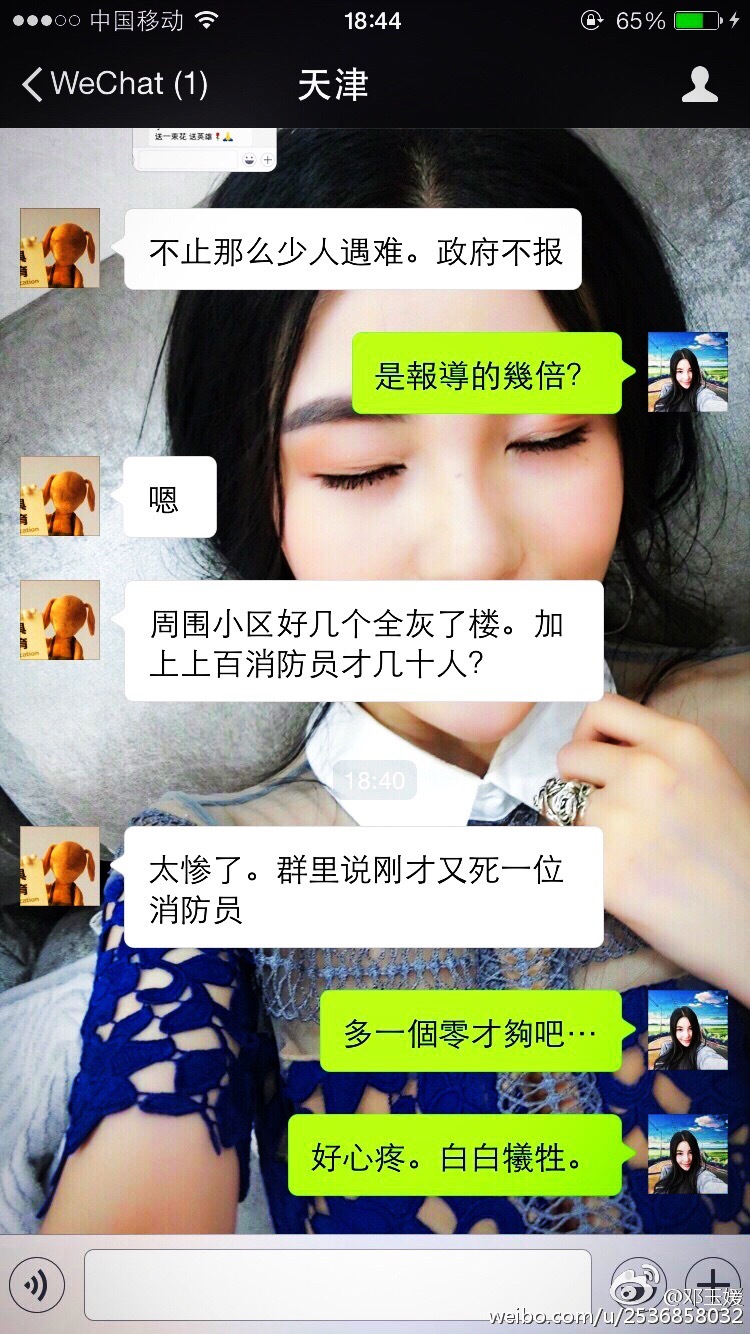 中国移动 18:44 65%
WeChat (1) 天津
送一束花 送英雄
不止那么少人遇难。政府不报
是報導的幾倍?
嗯
周围小区好几个全灰了楼。加
上上百消防员才几十人?
18:40
太惨了。群里说刚才又死一位
消防员
多一個零才夠吧…
好心疼。白白犧牲。
@邓玉媛
weibo.com/u/2536858032